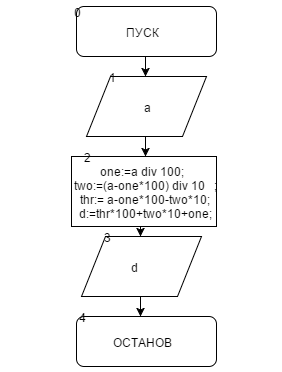 0
ПУСК
1
a
2
one:=a div 100;
two:=(a-one*100) div 10 ;
thr:= a-one*100-two*10;
d:=thr*100+two*10+one;
3
d
4
ОСТАНОВ